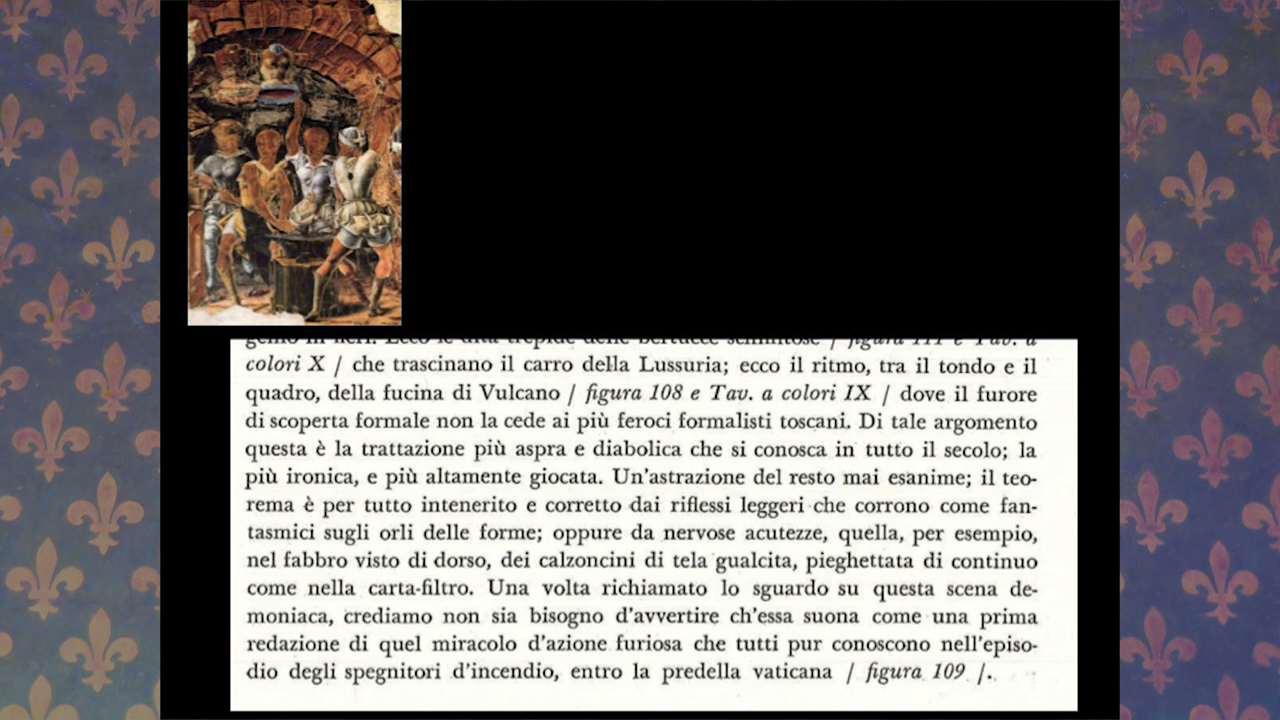 colori X / che trascinano il carro della Lussuria; ecco il ritmo, tra il tondo e il
quadro, della fucina di Vulcano / figura 108 e Tav. a colori IX / dove il furore
di scoperta formale non la cede ai più feroci formalisti toscani. Di tale argomento
questa è la trattazione più aspra e diabolica che si conosca in tutto il secolo; la
più ironica, e più altamente giocata. Un'astrazione del resto mai esanime; il teo-
rema è per tutto intenerito e corretto dai riflessi leggeri che corrono come fan-
tasmici sugli orli delle forme; oppure da nervose acutezze, quella, per esempio,
nel fabbro visto di dorso, dei calzoncini di tela gualcita, pieghettata di continuo
come nella carta-filtro. Una volta richiamato lo sguardo su questa scena de-
moniaca, crediamo non sia bisogno d'avvertire ch'essa suona come una prima
redazione di quel miracolo d'azione furiosa che tutti pur conoscono nell'episo-
dio degli spegnitori d'incendio, entro la predella vaticana / figura 109 /.